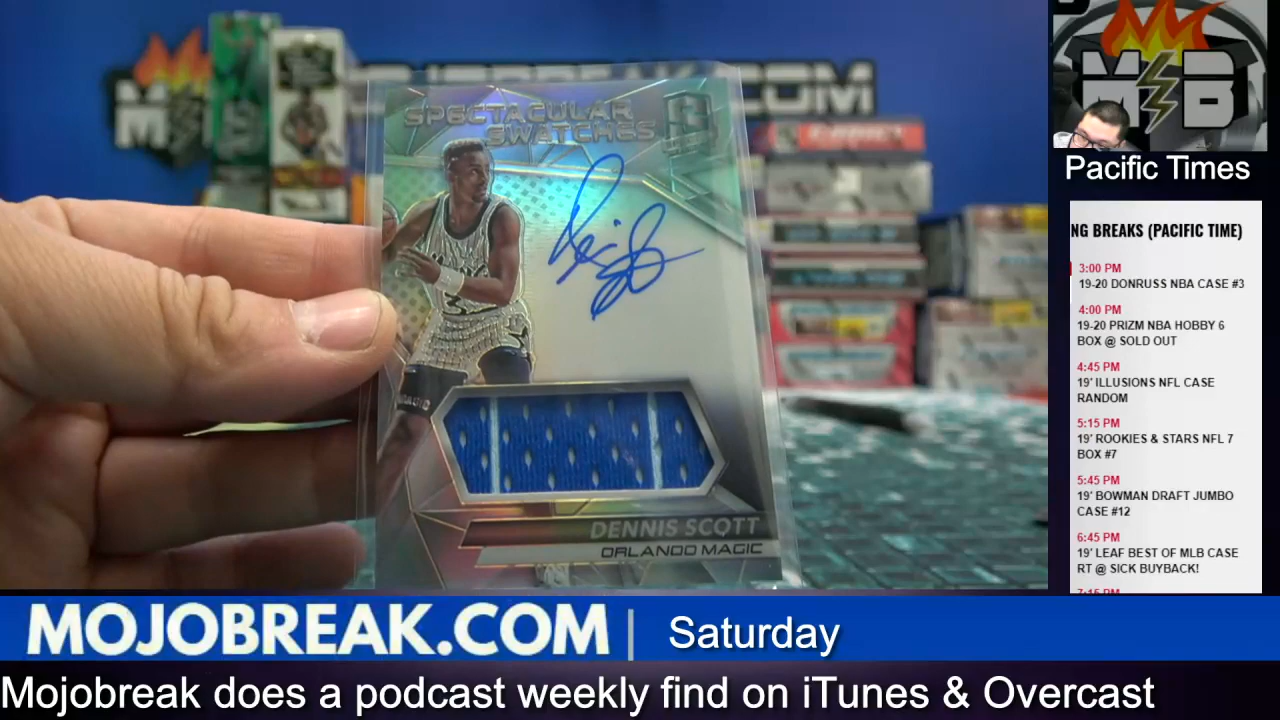 SPECTACULAR
SWATCHES
3
DENNIS SCOTT
ORLANDO MAGIC
M B
Pacific Times
NG BREAKS (PACIFIC TIME)
3:00 PM
19-20 DONRUSS NBA CASE #3
4:00 PM
19-20 PRIZM NBA HOBBY 6
BOX @ SOLD OUT
4:45 PM
19' ILLUSIONS NFL CASE
RANDOM
5:15 PM
19' ROOKIES & STARS NFL 7
BOX #7
5:45 PM
19' BOWMAN DRAFT JUMBO
CASE #12
6:45 PM
19' LEAF BEST OF MLB CASE
RT @ SICK BUYBACK!
7:15 PM
MOJOBREAK.COM
Saturday
Mojobreak does a podcast weekly find on iTunes & Overcast